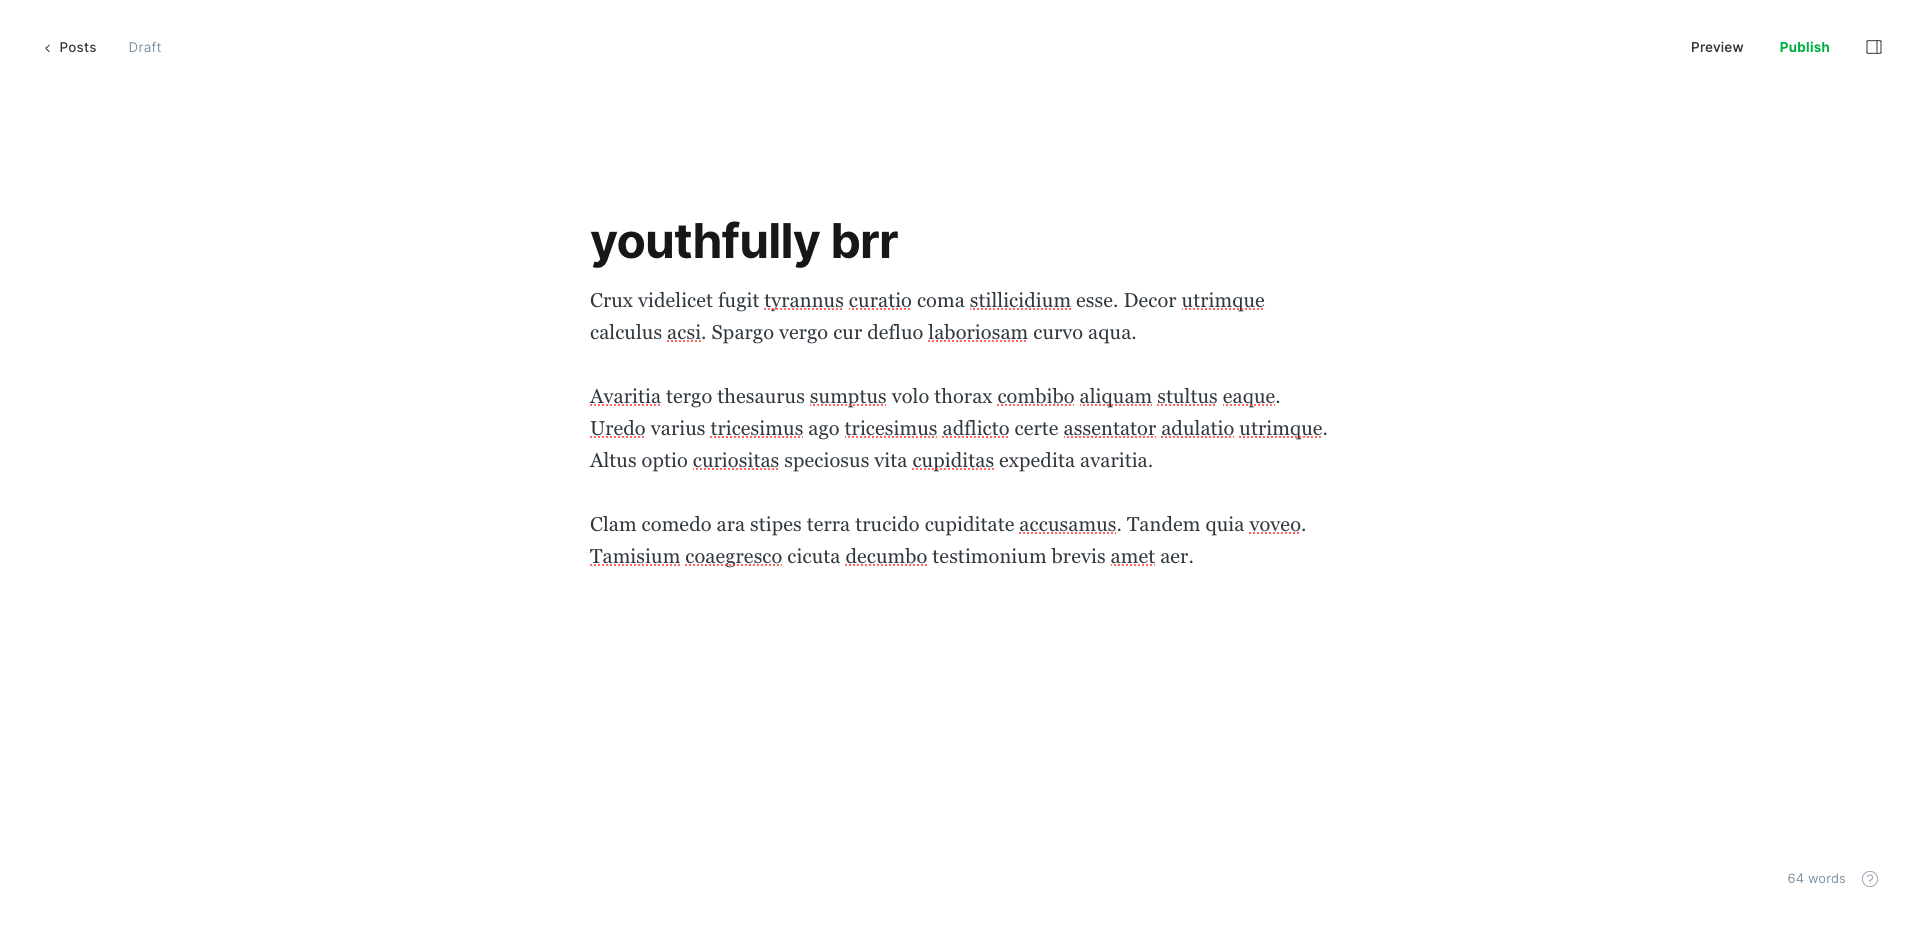 Posts
Draft
Preview
Publish
youthfully brr
Crux videlicet fugit tyrannus curatio coma stillicidium esse. Decor utrimque
calculus acsi. Spargo vergo cur defluo laboriosam curvo aqua.
Avaritia tergo thesaurus sumptus volo thorax combibo aliquam stultus eaque.
Uredo varius tricesimus ago tricesimus adflicto certe assentator adulatio utrimque.
Altus optio curiositas speciosus vita cupiditas expedita avaritia.
Clam comedo ara stipes terra trucido cupiditate accusamus. Tandem quia voveo.
Tamisium coaegresco cicuta decumbo testimonium brevis amet aer.
64 words